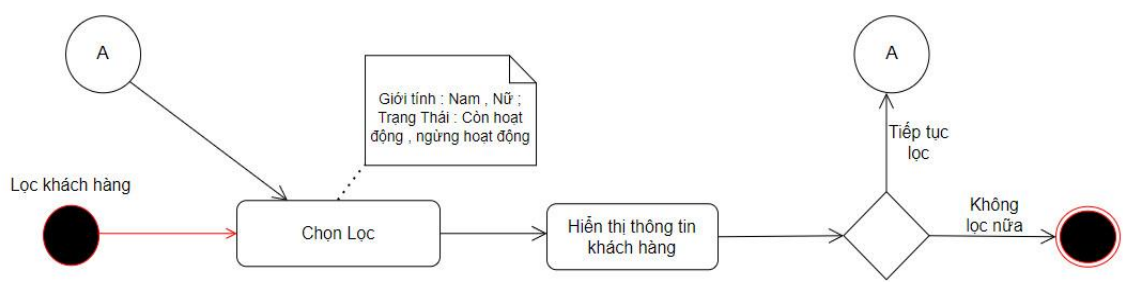 A
A
Giới tính : Nam , Nữ ;
Trạng Thái : Còn hoạt
động , ngừng hoạt động
Tiếp tục
lọc
Lọc khách hàng
Chọn Lọc
Hiển thị thông tin
khách hàng
Không
lọc nữa